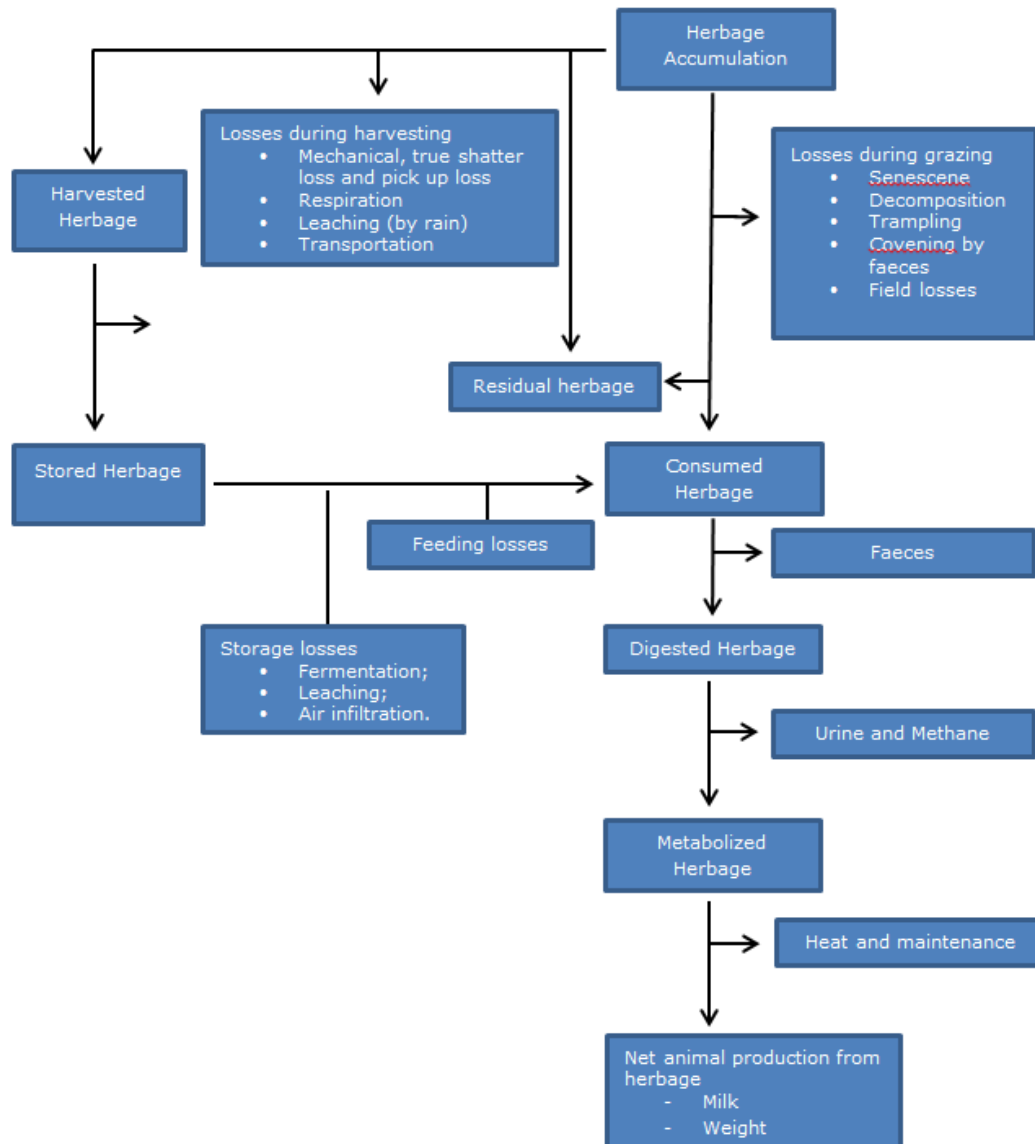 Herbage
Accumulation
Losses during harvesting
• Mechanical, true shatter
loss and pick up loss
• Respiration
• Leaching (by rain)
• Transportation
Losses during grazing
• Senescene
• Decomposition
• Trampling
• Covening by
faeces
• Field losses
Harvested
Herbage
Residual herbage
Stored Herbage
Consumed
Herbage
Feeding losses
Faeces
Storage losses
• Fermentation;
• Leaching;
• Air infiltration.
Digested Herbage
Urine and Methane
Metabolized
Herbage
Heat and maintenance
Net animal production from
herbage
- Milk
- Weight